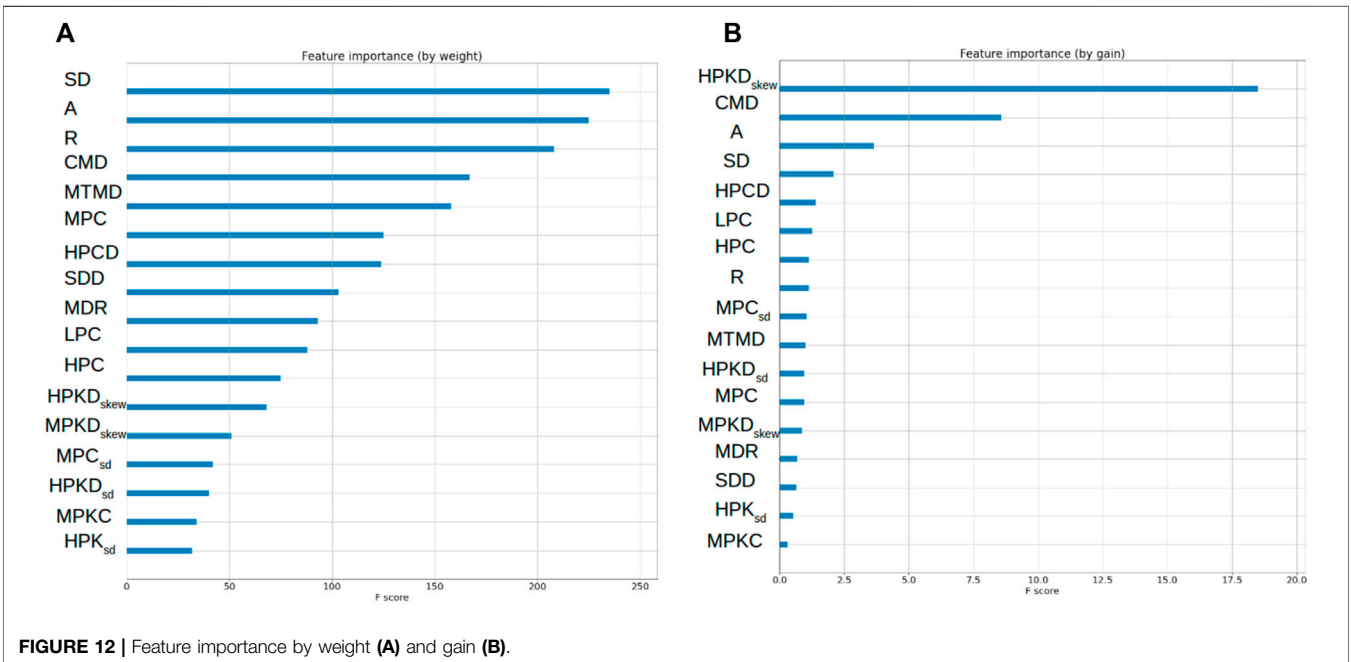 A
Feature importance (by weight)
SD
A
R
CMD
MTMD
MPC
HPCD
SDD
MDR
LPC
HPC
HPKDskew
MPKDskew
MPCsd
HPKDsd
MPKC
HPKsd
0 50 100 150 200 250
F score
B
Feature importance (by gain)
HPKDskew
CMD
A
SD
HPCD
LPC
HPC
R
MPCsd
MTMD
HPKDsd
MPC
MPKDskew
MDR
SDD
HPKsd
MPKC
0.0 2.5 5.0 7.5 10.0 12.5 15.0 17.5 20.0
F score
FIGURE 12 | Feature importance by weight (A) and gain (B).